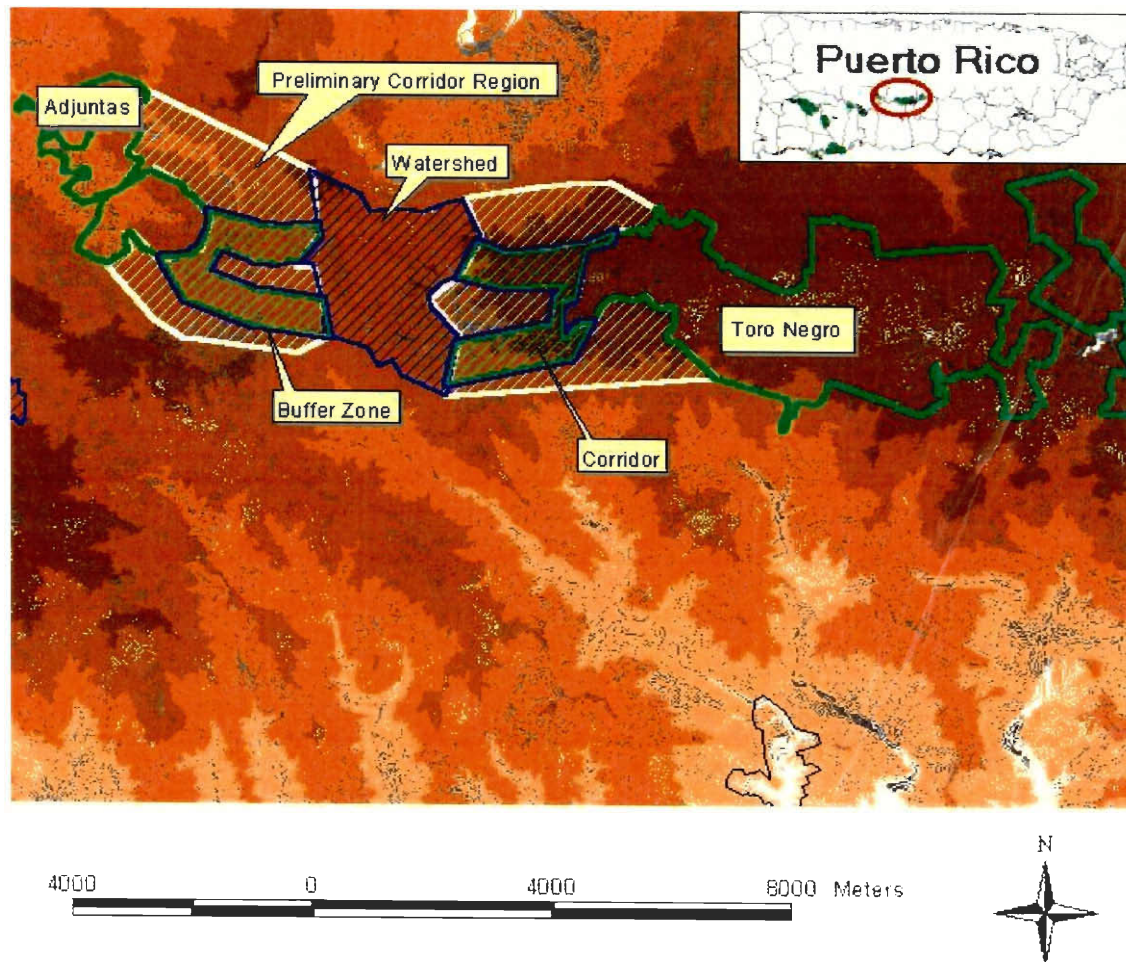 Puerto Rico
Preliminary Corridor Region
Adjuntas
Watershed
Toro Negro
Buffer Zone
Corridor
N
4000 0 4000 8000 Meters